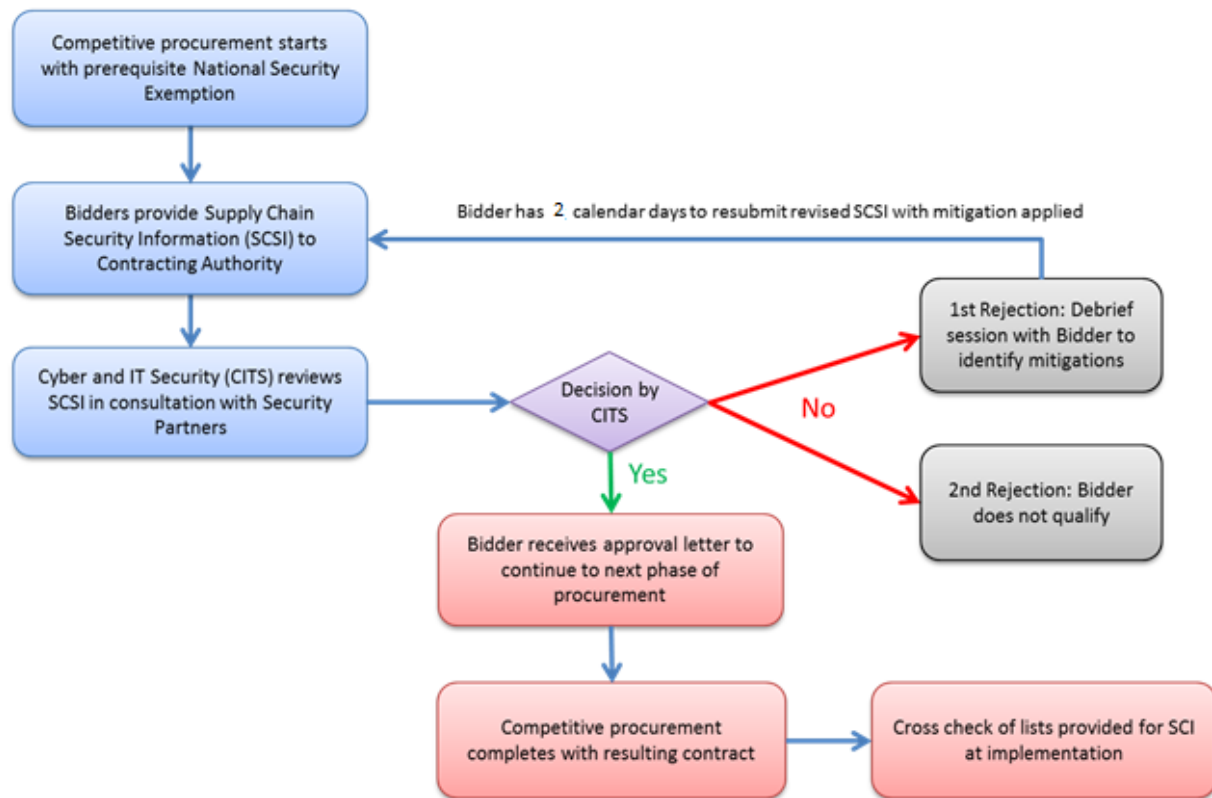 Competitive procurement starts
with prerequisite National Security
Exemption
Bidders provide Supply Chain
Security Information (SCSI) to
Contracting Authority
Bidder has 2 calendar days to resubmit revised SCSI with mitigation applied
1st Rejection: Debrief
session with Bidder to
identify mitigations
Cyber and IT Security (CITS) reviews
SCSI in consultation with Security
Partners
Decision by
CITS
No
Yes
2nd Rejection: Bidder
does not qualify
Bidder receives approval letter to
continue to next phase of
procurement
Competitive procurement
completes with resulting contract
Cross check of lists provided for SCI
at implementation